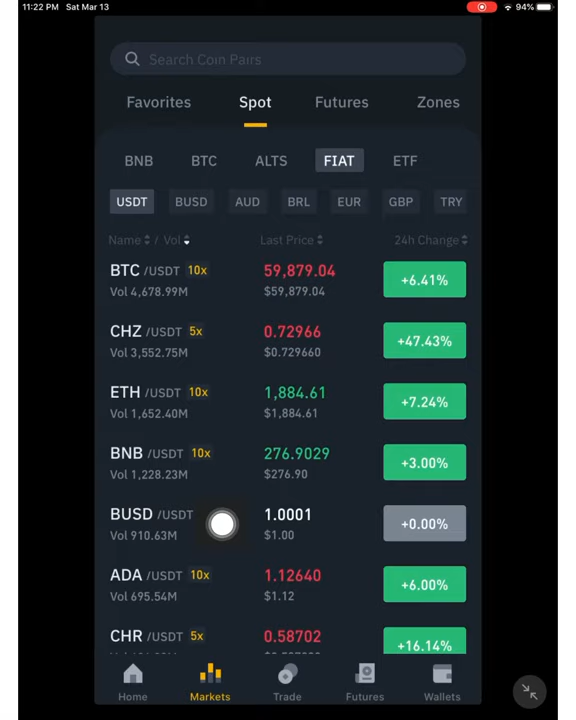 11:22 PM Sat Mar 13 94%
Search Coin Pairs
Favorites Spot Futures Zones
BNB BTC ALTS FIAT ETF
USDT BUSD AUD BRL EUR GBP TRY
Name / Vol Last Price 24h Change
BTC /USDT 10x 59,879.04 +6.41%
Vol 4,678.99M $59,879.04
CHZ /USDT 5x 0.72966 +47.43%
Vol 3,552.75M $0.729660
ETH /USDT 10x 1,884.61 +7.24%
Vol 1,652.40M $1,884.61
BNB /USDT 10x 276.9029 +3.00%
Vol 1,228.23M $276.90
BUSD /USDT 1.0001 +0.00%
Vol 910.63M $1.00
ADA /USDT 10x 1.12640 +6.00%
Vol 695.54M $1.12
CHR /USDT 5x 0.58702 +16.14%
Home Markets Trade Futures Wallets